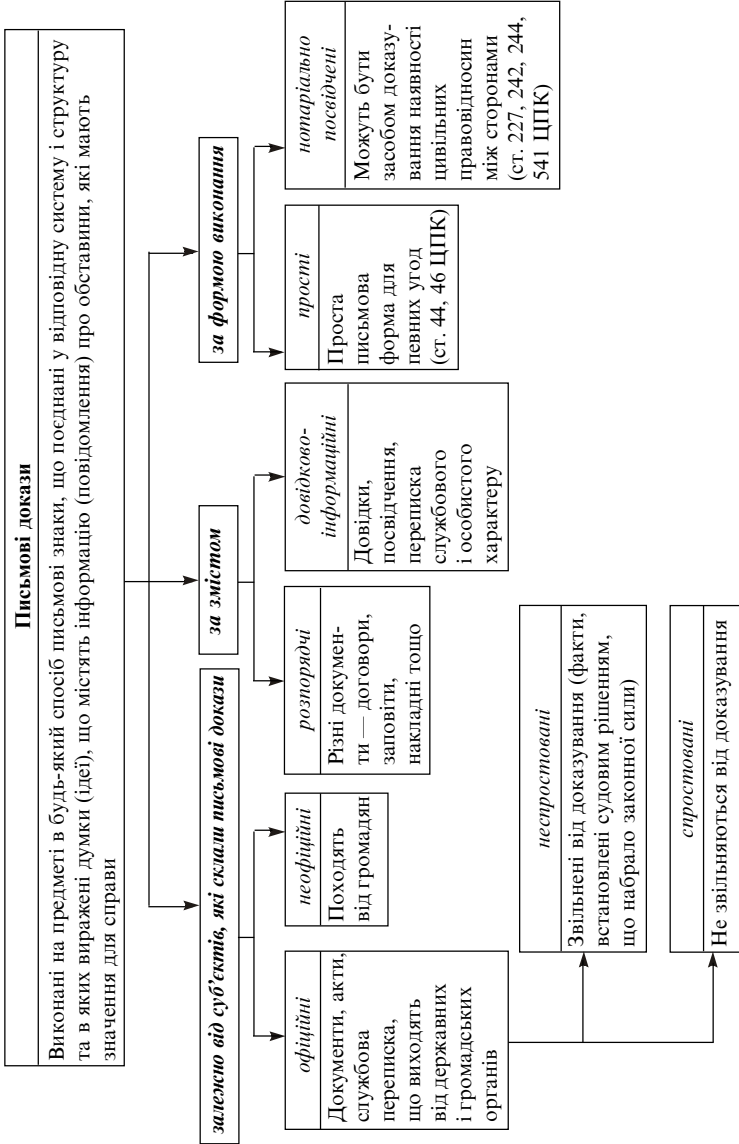 Письмові докази
Виконані на предметі в будь-який спосіб письмові знаки, що поєднані у відповідну систему і структуру
та в яких виражені думки (ідеї), що містять інформацію (повідомлення) про обставини, які мають
значення для справи
залежно від суб’єктів, які склали письмові докази
офіційні
Документи, акти,
службова
переписка,
що виходять
від державних
і громадських
органів
неофіційні
Походять
від громадян
неспростовані
Звільнені від доказування (факти,
встановлені судовим рішенням,
що набрало законної сили)
спростовані
Не звільняються від доказування
за змістом
розпорядчі
Різні докумен-
ти — договори,
заповіти,
накладні тощо
довідково-
інформаційні
Довідки,
посвідчення,
переписка
службового
і особистого
характеру
за формою виконання
прості
Проста
письмова
форма для
певних угод
(ст. 44, 46 ЦПК)
нотаріально
посвідчені
Можуть бути
засобом доказу-
вання наявності
цивільних
правовідносин
між сторонами
(ст. 227, 242, 244,
541 ЦПК)